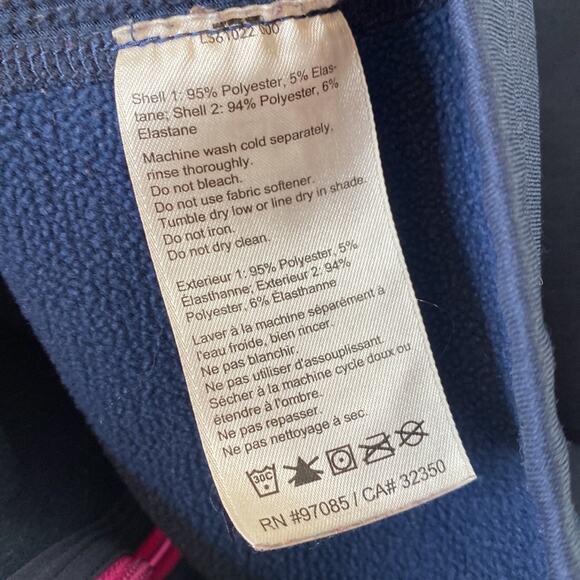 LS61022 000
Shell 1: 95% Polyester, 5% Elas-
tane; Shell 2: 94% Polyester, 6%
Elastane
Machine wash cold separately,
rinse thoroughly.
Do not bleach.
Do not use fabric softener.
Tumble dry low or line dry in shade.
Do not iron.
Do not dry clean.
Exterieur 1: 95% Polyester, 5%
Élasthanne; Exterieur 2: 94%
Polyester, 6% Élasthanne
Laver à la machine séparément à
l'eau froide, bien rincer.
Ne pas blanchir.
Ne pas utiliser d'assouplissant.
Sécher à la machine cycle doux ou
étendre à l'ombre.
Ne pas repasser.
Ne pas nettoyage à sec.
30C
RN #97085 / CA# 32350